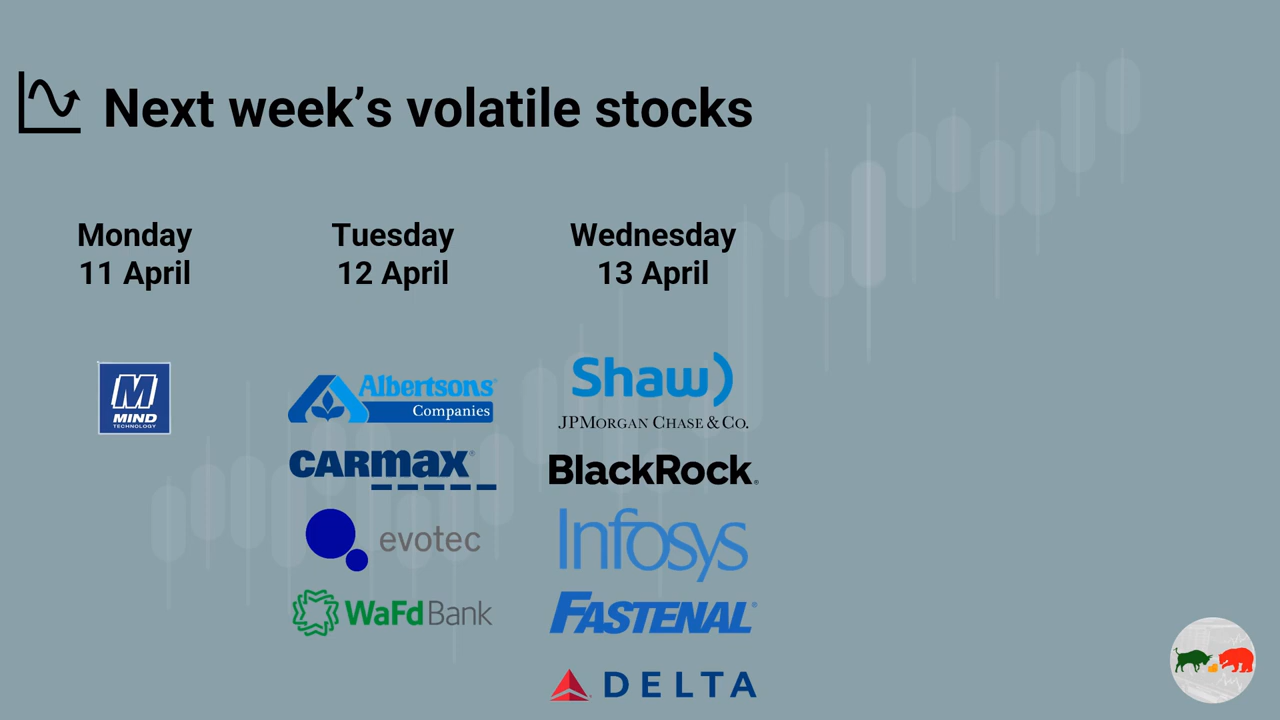 Next week’s volatile stocks
Monday
11 April
Tuesday
12 April
Wednesday
13 April
M
MIND
TECHNOLOGY
Albertsons
Companies
CARMAX
evotec
WaFd Bank
Shaw)
JPMORGAN CHASE & CO.
BlackRock
Infosys
FASTENAL
DELTA